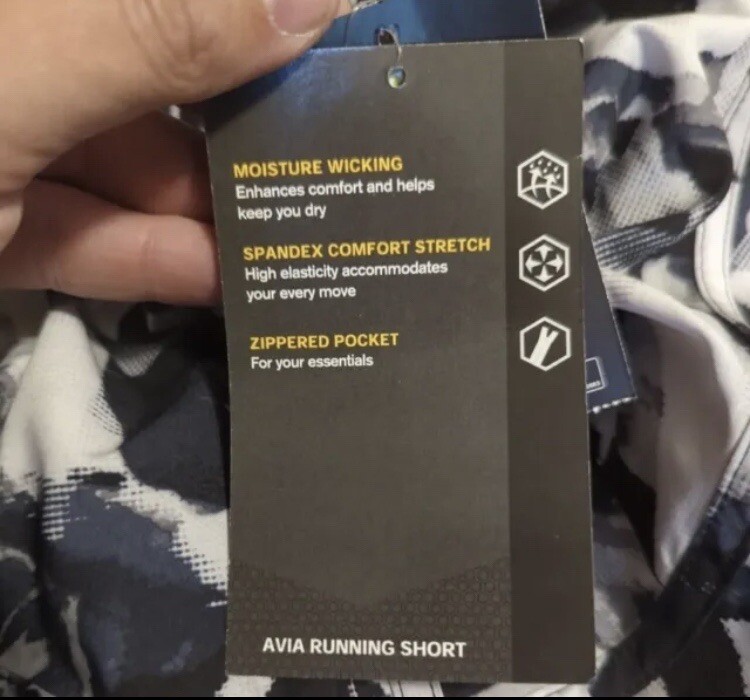 MOISTURE WICKING
Enhances comfort and helps
keep you dry
SPANDEX COMFORT STRETCH
High elasticity accommodates
your every move
ZIPPERED POCKET
For your essentials
AVIA RUNNING SHORT